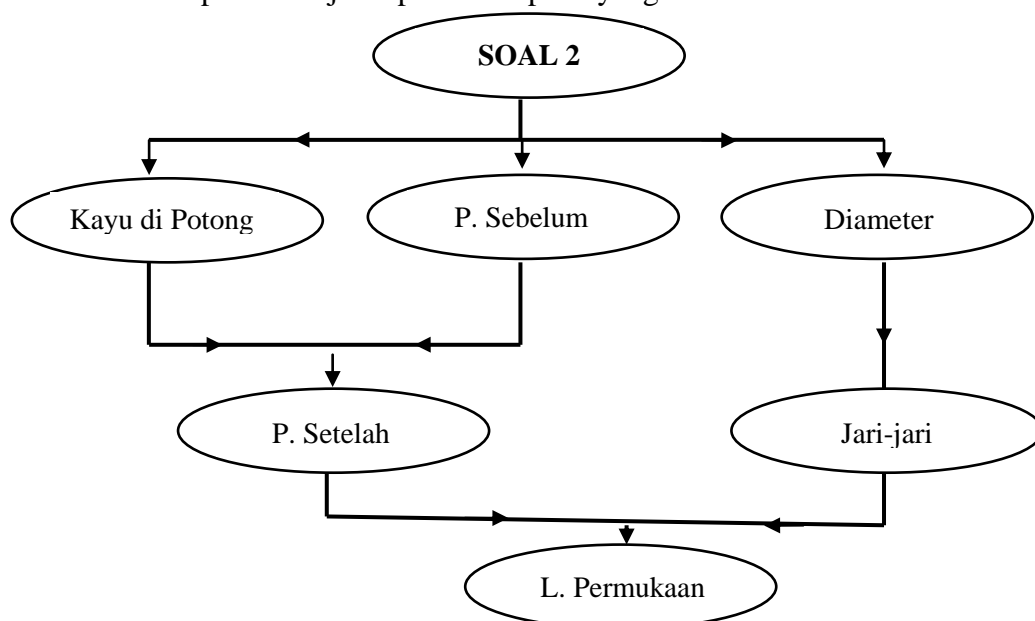 SOAL 2
Kayu di Potong
P. Sebelum
Diameter
P. Setelah
Jari-jari
L. Permukaan